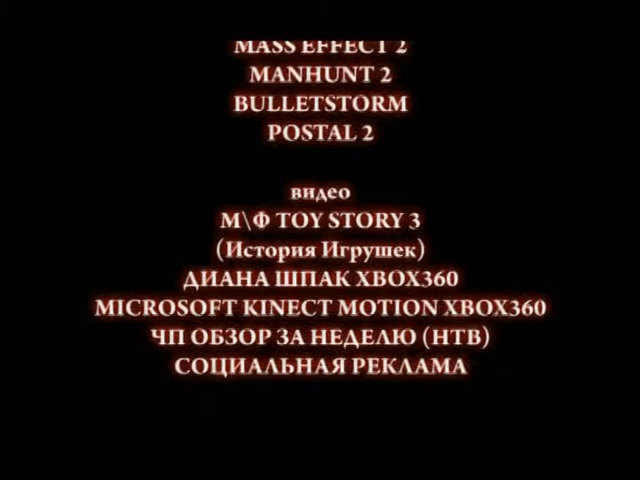 MASS EFFECT 2
MANHUNT 2
BULLETSTORM
POSTAL 2
видео
М\Ф TOY STORY 3
(История Игрушек)
ДИАНА ШПАК XBOX360
MICROSOFT KINECT MOTION XBOX360
ЧП ОБЗОР ЗА НЕДЕЛЮ (НТВ)
СОЦИАЛЬНАЯ РЕКЛАМА